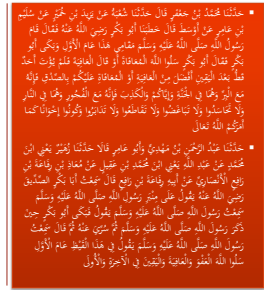 حَدَّثَنَا مُحَمَّدُ بْنُ جَعْفَرٍ قَالَ حَدَّثَنَا شُعْبَةُ عَنْ يَزِيدَ بْنِ خُمَيْرٍ عَنْ سُلَيْمِ
بْنِ عَامِرٍ عَنْ أَوْسَطَ قَالَ خَطَبَنَا أَبُو بَكْرٍ رَضِيَ اللَّهُ عَنْهُ فَقَالَ قَامَ
رَسُولُ اللَّهِ صَلَّى اللَّهُ عَلَيْهِ وَسَلَّمَ مَقَامِي هَذَا عَامَ الْأَوَّلِ وَبَكَى أَبُو
بَكْرٍ فَقَالَ أَبُو بَكْرٍ سَلُوا اللَّهَ الْمُعَافَاةَ أَوْ قَالَ الْعَافِيَةَ فَلَمْ يُؤْتَ أَحَدٌ
قَطُّ بَعْدَ الْيَقِينِ أَفْضَلَ مِنْ الْعَافِيَةِ أَوْ الْمُعَافَاةِ عَلَيْكُمْ بِالصِّدْقِ فَإِنَّهُ
مَعَ الْبِرِّ وَهُمَا فِي الْجَنَّةِ وَإِيَّاكُمْ وَالْكَذِبَ فَإِنَّهُ مَعَ الْفُجُورِ وَهُمَا فِي النَّارِ
وَلَا تَحَاسَدُوا وَلَا تَبَاغَضُوا وَلَا تَقَاطَعُوا وَلَا تَدَابَرُوا وَكُونُوا إِخْوَانًا كَمَا
أَمَرَكُمْ اللَّهُ تَعَالَى
حَدَّثَنَا عَبْدُ الرَّحْمَنِ بْنُ مَهْدِيٍّ وَأَبُو عَامِرٍ قَالَا حَدَّثَنَا زُهَيْرٌ يَعْنِي ابْنَ
مُحَمَّدٍ عَنْ عَبْدِ اللَّهِ يَعْنِي ابْنَ مُحَمَّدِ بْنِ عَقِيلٍ عَنْ مُعَاذِ بْنِ رِفَاعَةَ بْنِ
رَافِعٍ الْأَنْصَارِيِّ عَنْ أَبِيهِ رِفَاعَةَ بْنِ رَافِعٍ قَالَ سَمِعْتُ أَبَا بَكْرٍ الصِّدِّيقَ
رَضِيَ اللَّهُ عَنْهُ يَقُولُ عَلَى مِنْبَرِ رَسُولِ اللَّهِ صَلَّى اللَّهُ عَلَيْهِ وَسَلَّمَ
سَمِعْتُ رَسُولَ اللَّهِ صَلَّى اللَّهُ عَلَيْهِ وَسَلَّمَ يَقُولُ فَبَكَى أَبُو بَكْرٍ حِينَ
ذَكَرَ رَسُولَ اللَّهِ صَلَّى اللَّهُ عَلَيْهِ وَسَلَّمَ ثُمَّ سُرِّيَ عَنْهُ ثُمَّ قَالَ سَمِعْتُ
رَسُولَ اللَّهِ صَلَّى اللَّهُ عَلَيْهِ وَسَلَّمَ يَقُولُ فِي هَذَا الْقَيْظِ عَامَ الْأَوَّلِ
سَلُوا اللَّهَ الْعَفْوَ وَالْعَافِيَةَ وَالْيَقِينَ فِي الْآخِرَةِ وَالْأُولَى